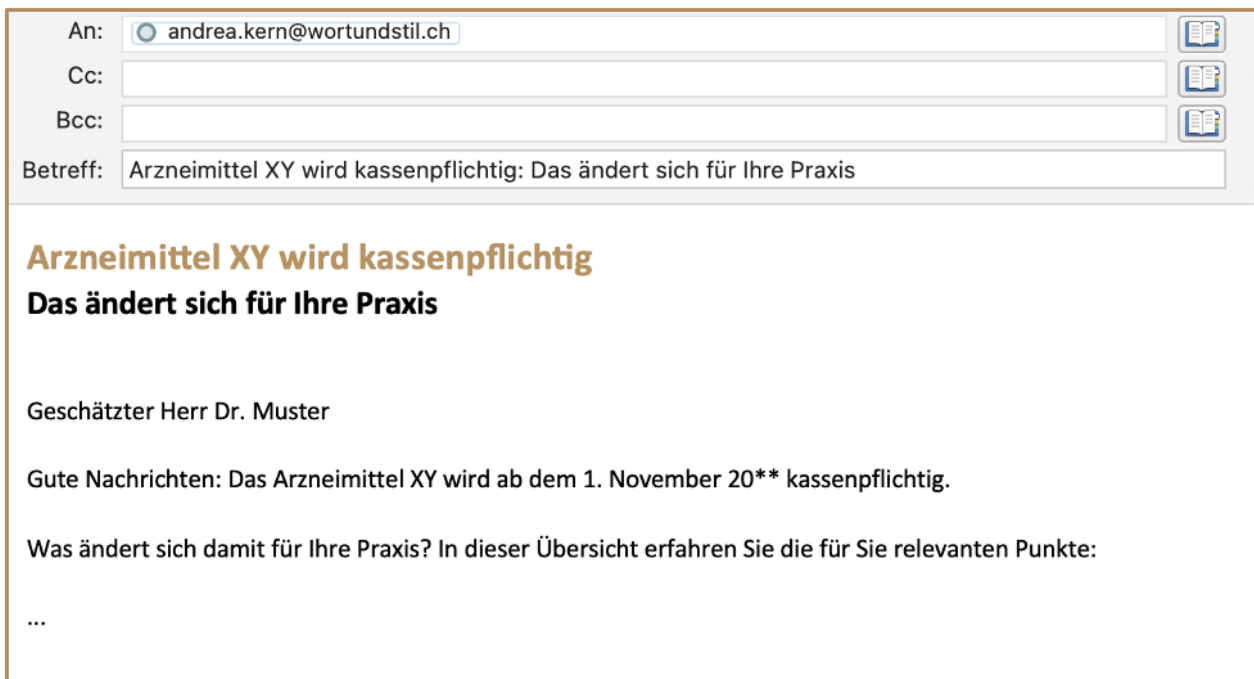 An: andrea.kern@wortundstil.ch
Cc:
Bcc:
Betreff: Arzneimittel XY wird kassenpflichtig: Das ändert sich für Ihre Praxis
Arzneimittel XY wird kassenpflichtig
Das ändert sich für Ihre Praxis
Geschätzter Herr Dr. Muster
Gute Nachrichten: Das Arzneimittel XY wird ab dem 1. November 20** kassenpflichtig.
Was ändert sich damit für Ihre Praxis? In dieser Übersicht erfahren Sie die für Sie relevanten Punkte:
...